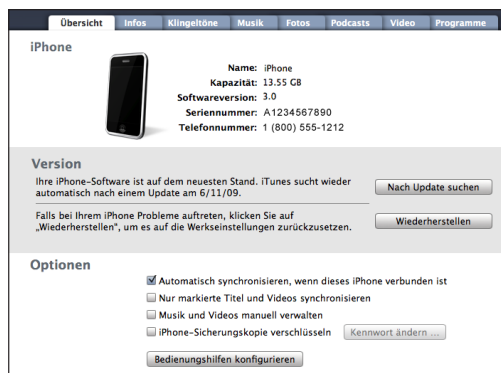 Übersicht Infos Klingeltöne Musik Fotos Podcasts Video Programme
iPhone
Name: iPhone
Kapazität: 13.55 GB
Softwareversion: 3.0
Seriennummer: A1234567890
Telefonnummer: 1 (800) 555-1212
Version
Ihre iPhone-Software ist auf dem neuesten Stand. iTunes sucht wieder
automatisch nach einem Update am 6/11/09.
Nach Update suchen
Falls bei Ihrem iPhone Probleme auftreten, klicken Sie auf
„Wiederherstellen“, um es auf die Werkseinstellungen zurückzusetzen.
Wiederherstellen
Optionen
Automatisch synchronisieren, wenn dieses iPhone verbunden ist
Nur markierte Titel und Videos synchronisieren
Musik und Videos manuell verwalten
iPhone-Sicherungskopie verschlüsseln Kennwort ändern ...
Bedienungshilfen konfigurieren